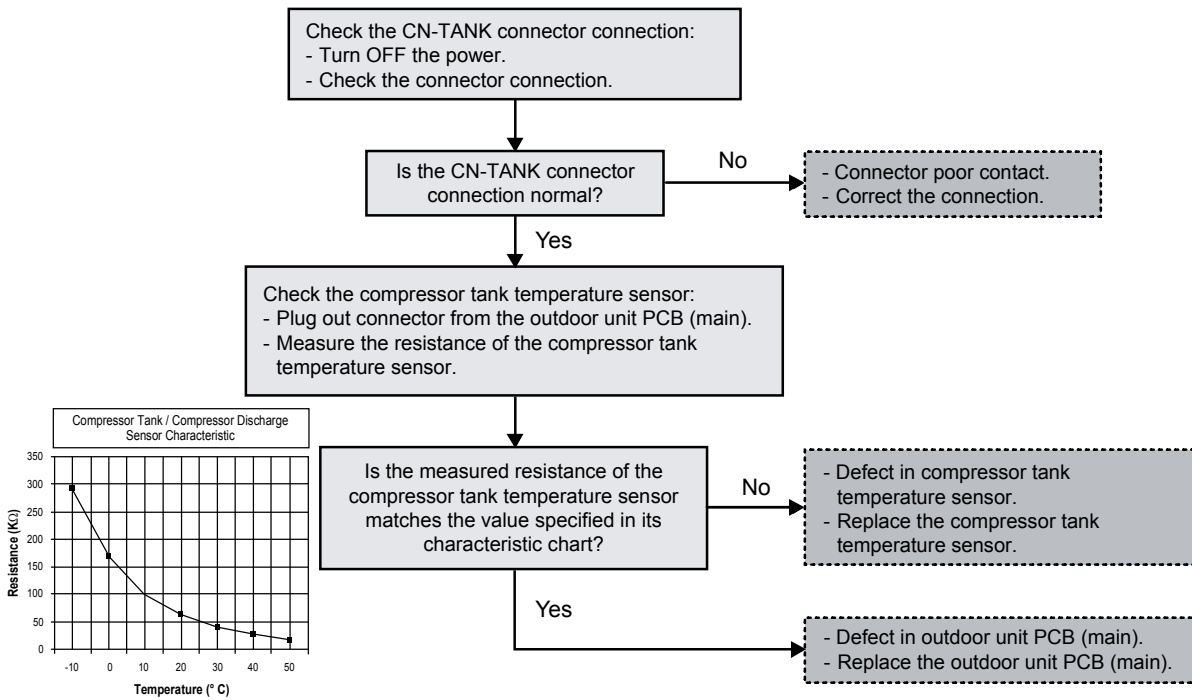 Check the CN-TANK connector connection:
- Turn OFF the power.
- Check the connector connection.
Is the CN-TANK connector
connection normal?
No
- Connector poor contact.
- Correct the connection.
Yes
Check the compressor tank temperature sensor:
- Plug out connector from the outdoor unit PCB (main).
- Measure the resistance of the compressor tank
temperature sensor.
Compressor Tank / Compressor Discharge
Sensor Characteristic
Resistance (KΩ)
350
300
250
200
150
100
50
0
-10 0 10 20 30 40 50
Temperature (° C)
Is the measured resistance of the
compressor tank temperature sensor
matches the value specified in its
characteristic chart?
No
- Defect in compressor tank
temperature sensor.
- Replace the compressor tank
temperature sensor.
Yes
- Defect in outdoor unit PCB (main).
- Replace the outdoor unit PCB (main).